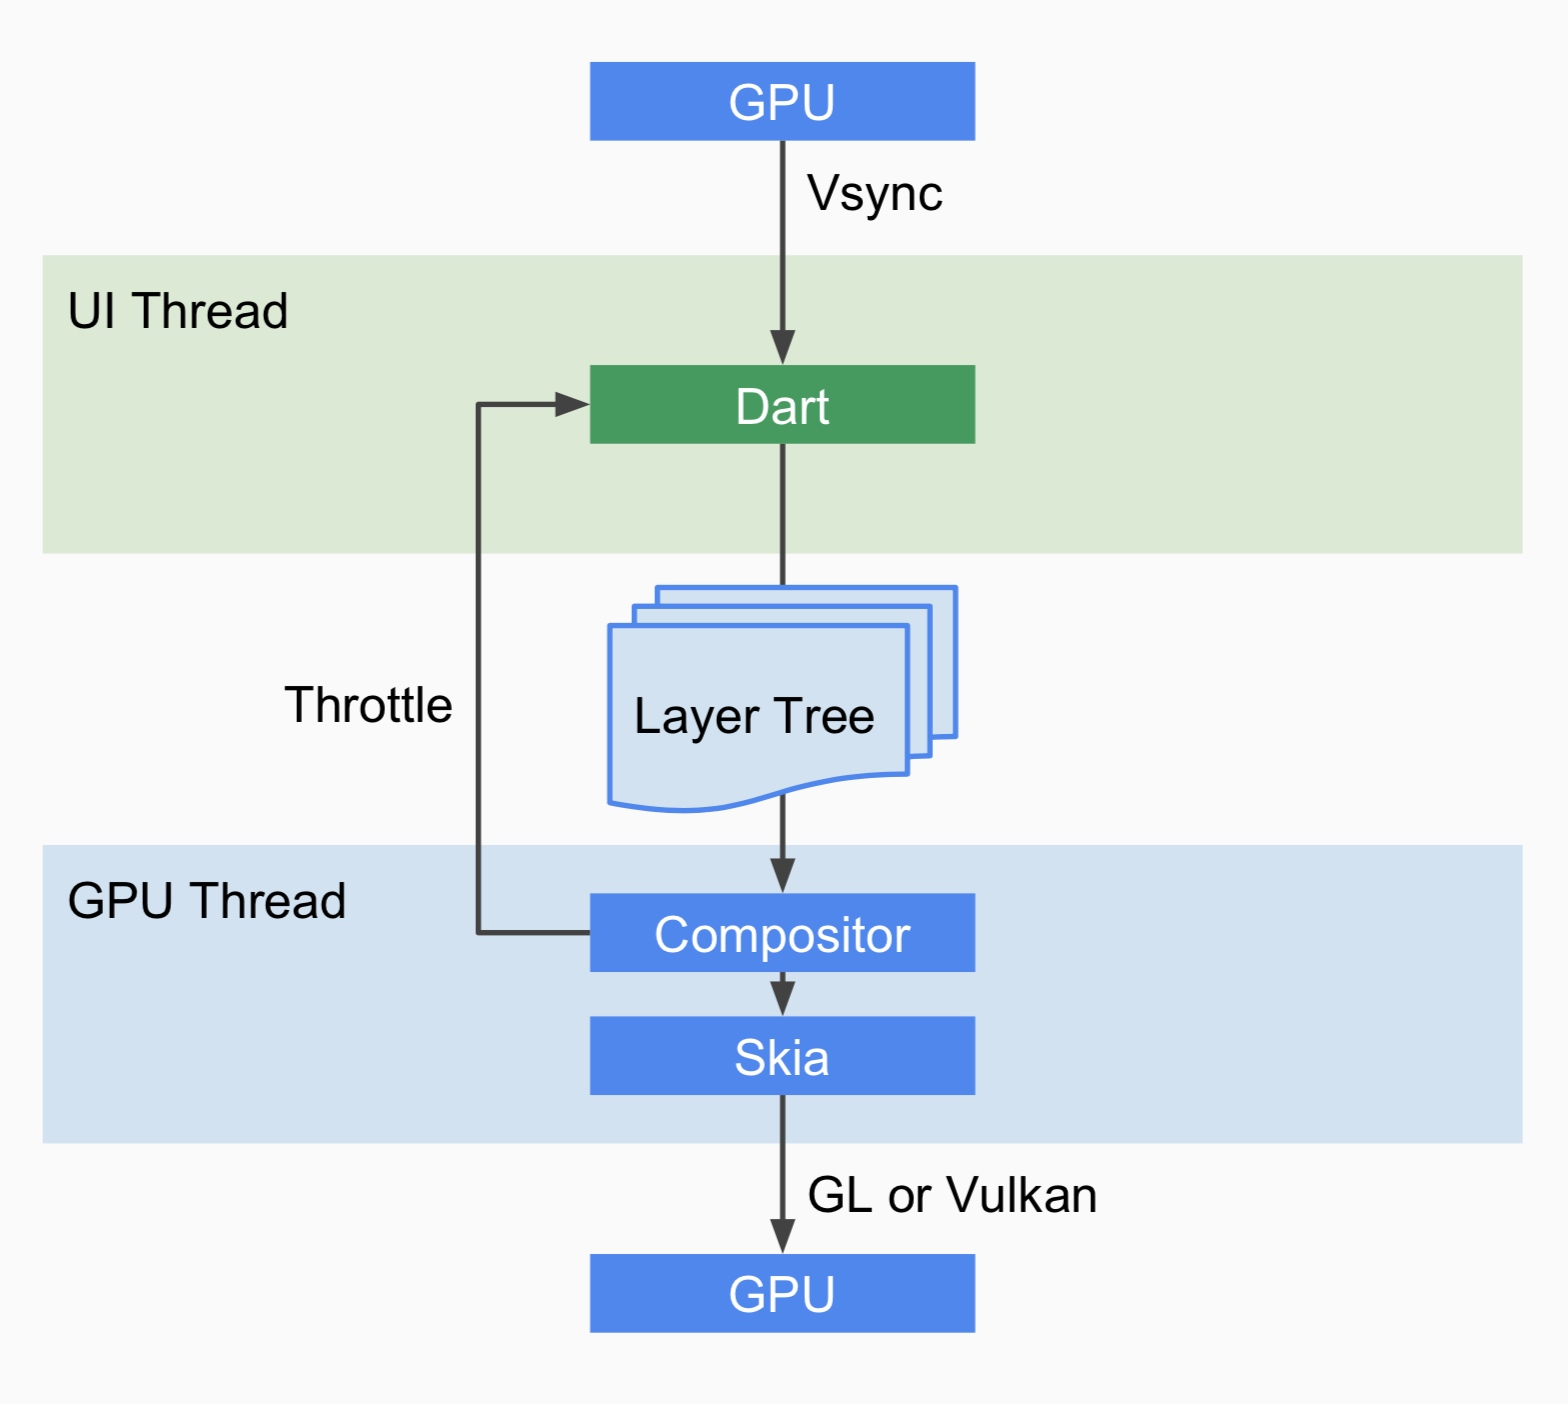 GPU
Vsync
UI Thread
Dart
Throttle
Layer Tree
GPU Thread
Compositor
Skia
GL or Vulkan
GPU